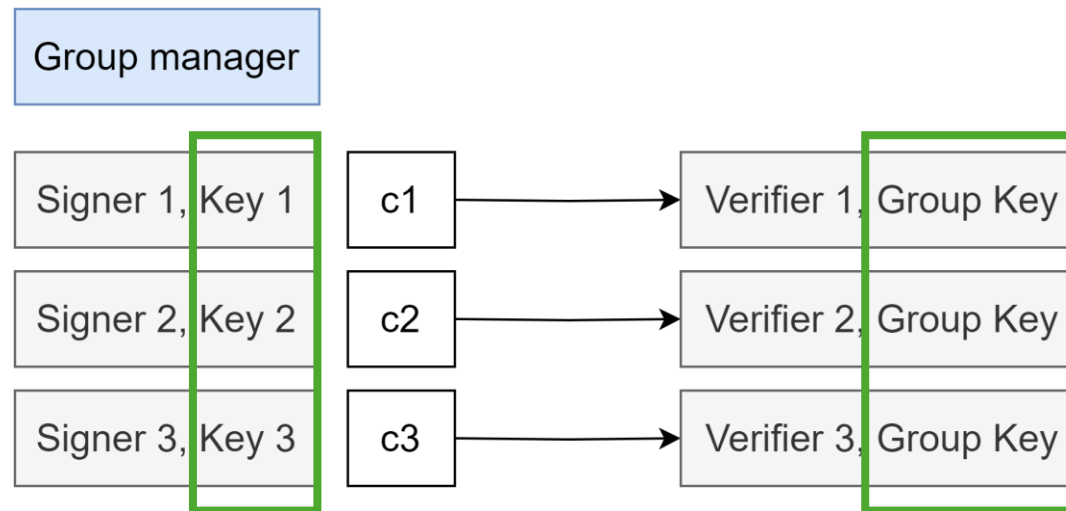 Group manager
Signer 1, Key 1
c1
Verifier 1, Group Key
Signer 2, Key 2
c2
Verifier 2, Group Key
Signer 3, Key 3
c3
Verifier 3, Group Key